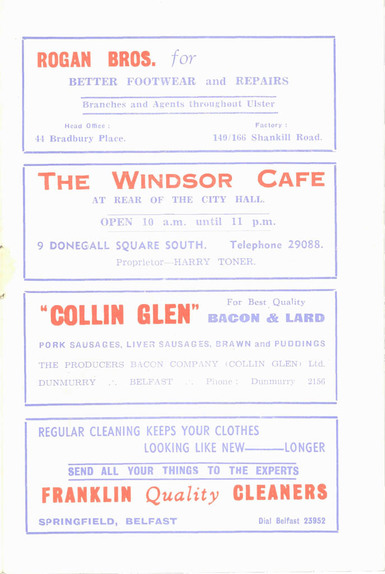 ROGAN BROS. for
BETTER FOOTWEAR and REPAIRS
Branches and Agents throughout Ulster
Head Office : Factory :
44 Bradbury Place. 149/166 Shankill Road.
THE WINDSOR CAFE
AT REAR OF THE CITY HALL.
OPEN 10 a.m. until 11 p.m.
9 DONEGALL SQUARE SOUTH. Telephone 29088.
Proprietor—HARRY TONER.
"COLLIN GLEN" For Best Quality
BACON & LARD
PORK SAUSAGES, LIVER SAUSAGES, BRAWN and PUDDINGS
THE PRODUCERS BACON COMPANY (COLLIN GLEN) Ltd.
DUNMURRY .·. BELFAST .·. Phone : Dunmurry 2156
REGULAR CLEANING KEEPS YOUR CLOTHES
LOOKING LIKE NEW——LONGER
SEND ALL YOUR THINGS TO THE EXPERTS
FRANKLIN Quality CLEANERS
SPRINGFIELD, BELFAST Dial Belfast 23952